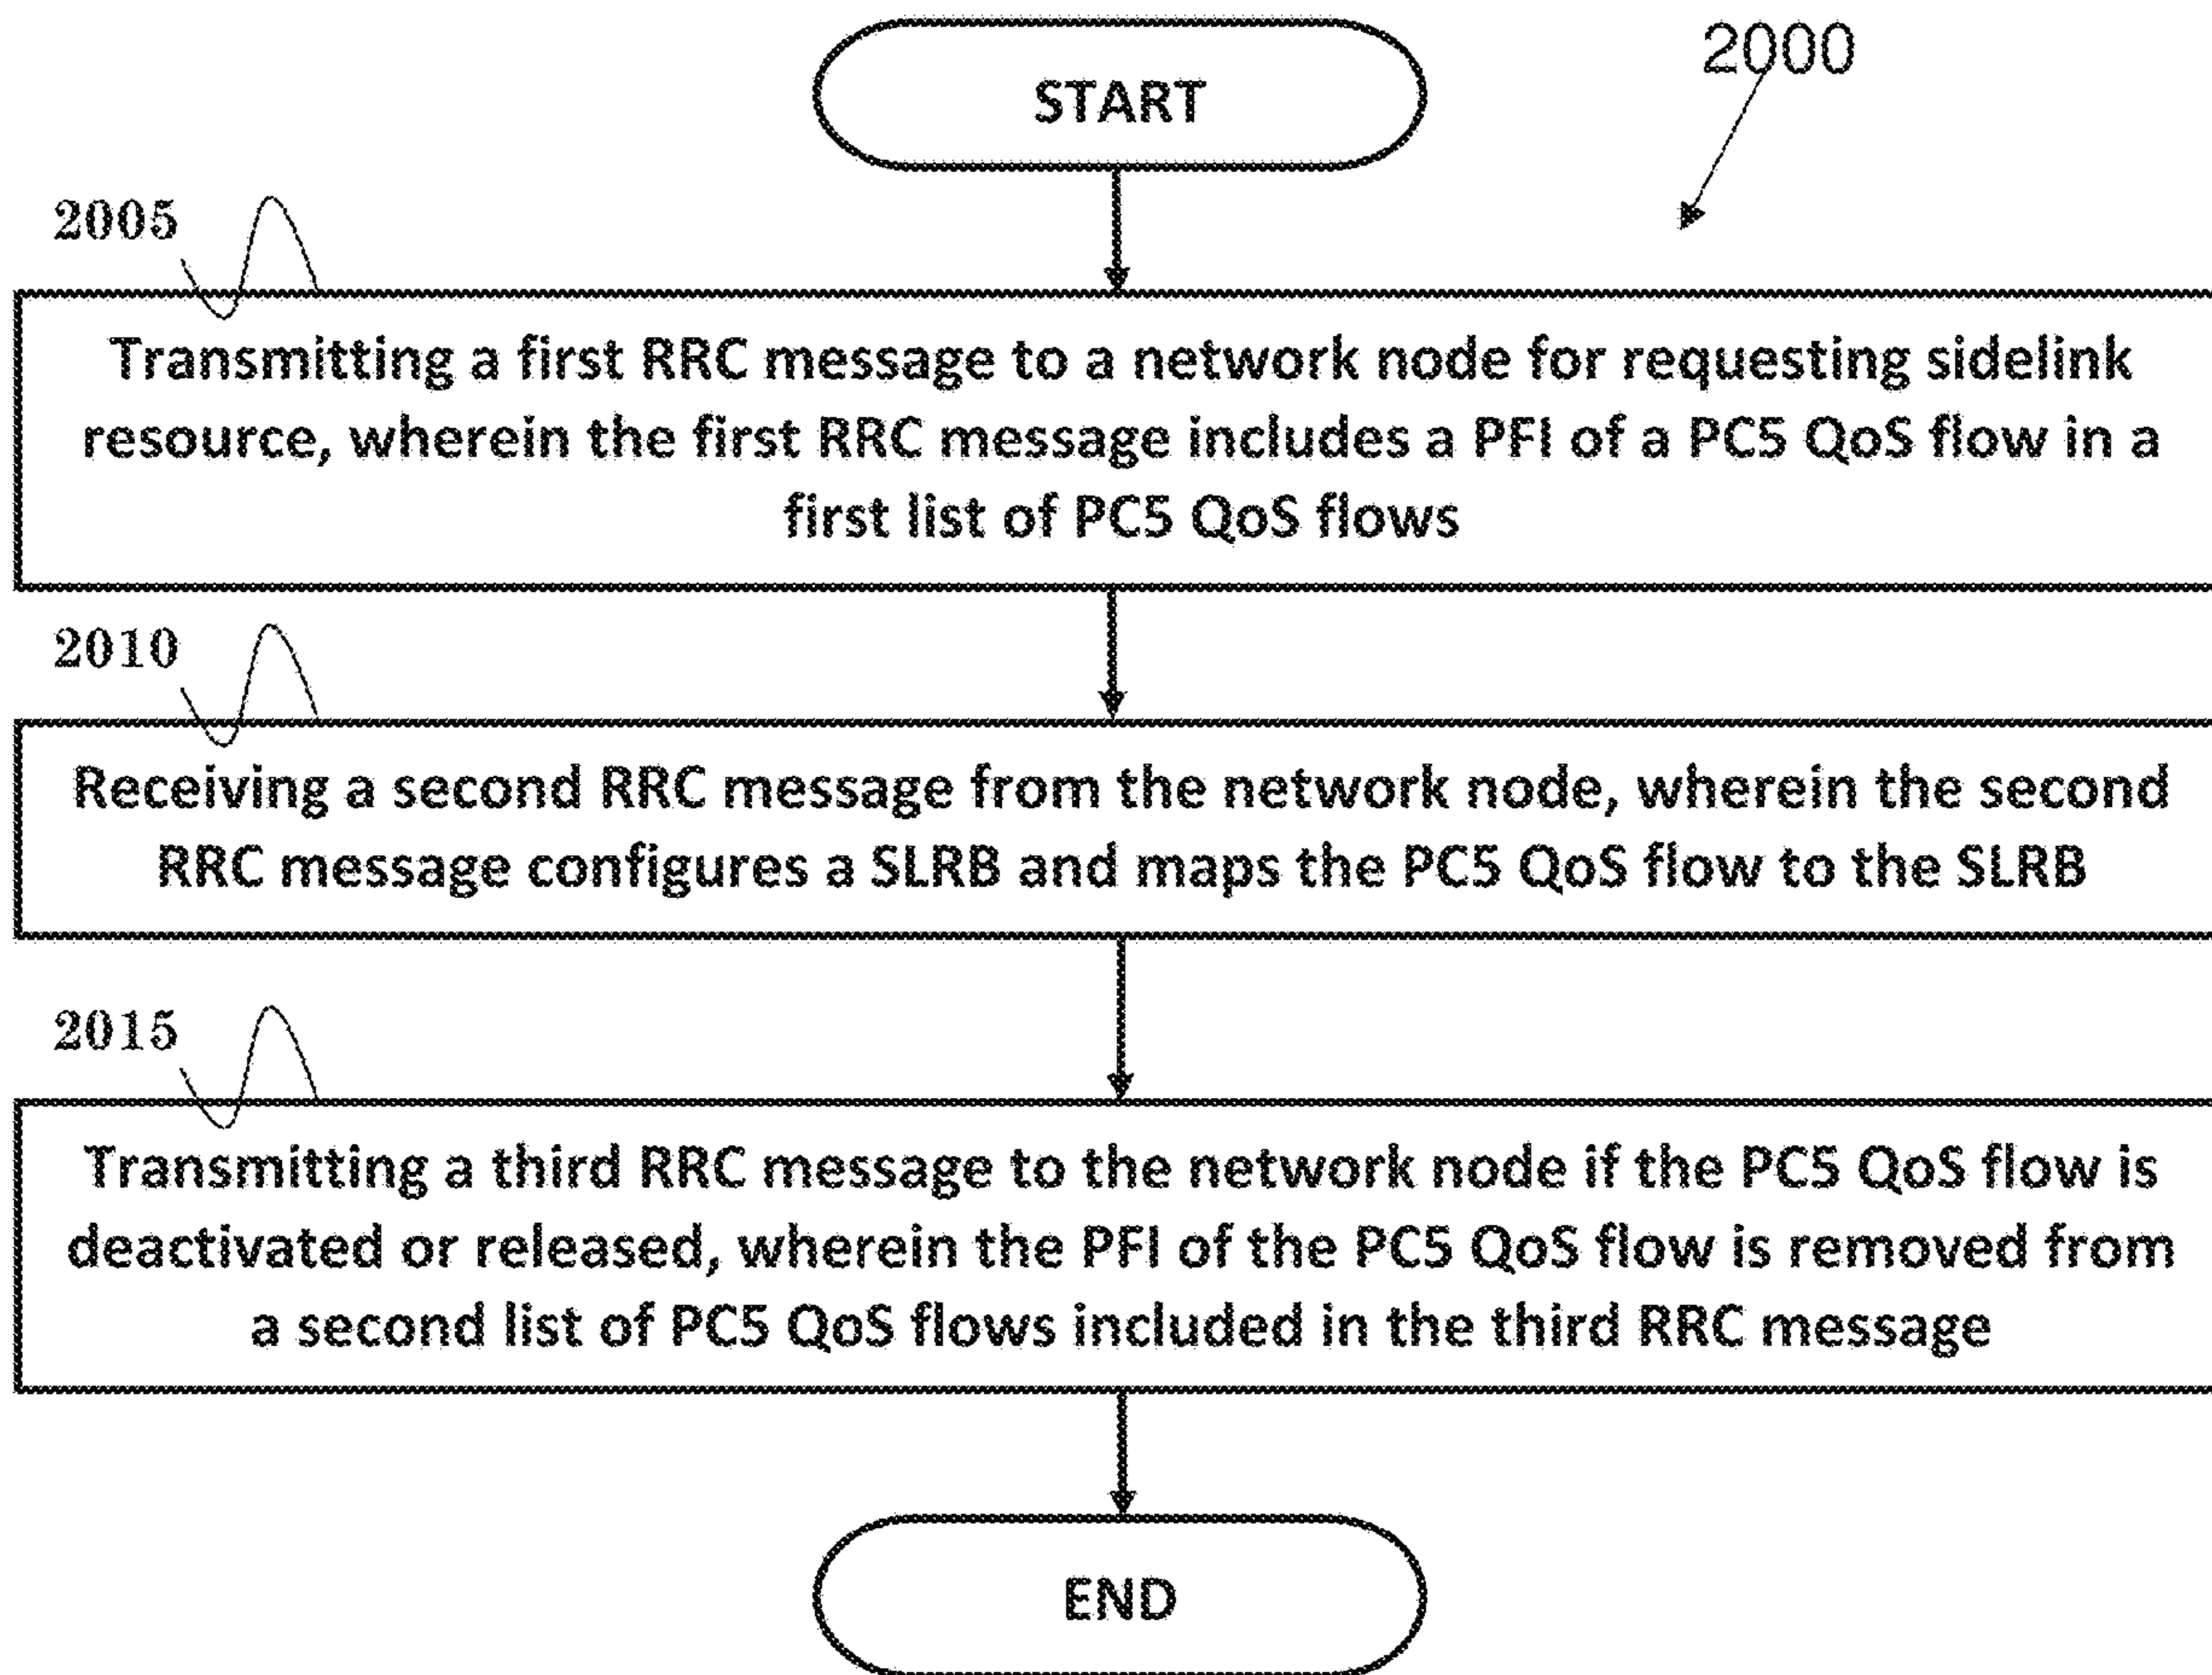 START
2000
2005
Transmitting a first RRC message to a network node for requesting sidelink
resource, wherein the first RRC message includes a PFI of a PC5 QoS flow in a
first list of PC5 QoS flows
2010
Receiving a second RRC message from the network node, wherein the second
RRC message configures a SLRB and maps the PC5 QoS flow to the SLRB
2015
Transmitting a third RRC message to the network node if the PC5 QoS flow is
deactivated or released, wherein the PFI of the PC5 QoS flow is removed from
a second list of PC5 QoS flows included in the third RRC message
END